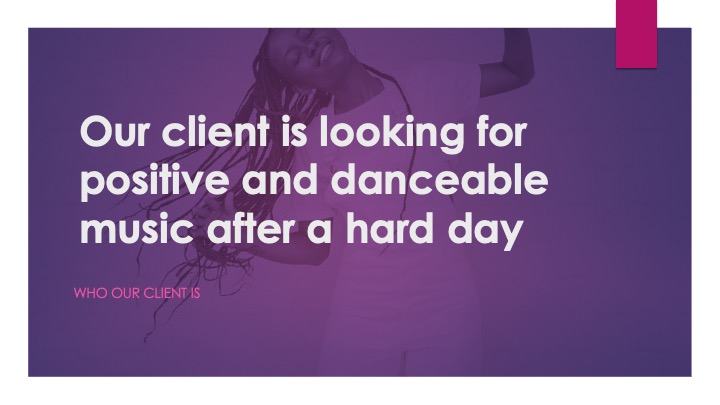 Our client is looking for
positive and danceable
music after a hard day
WHO OUR CLIENT IS